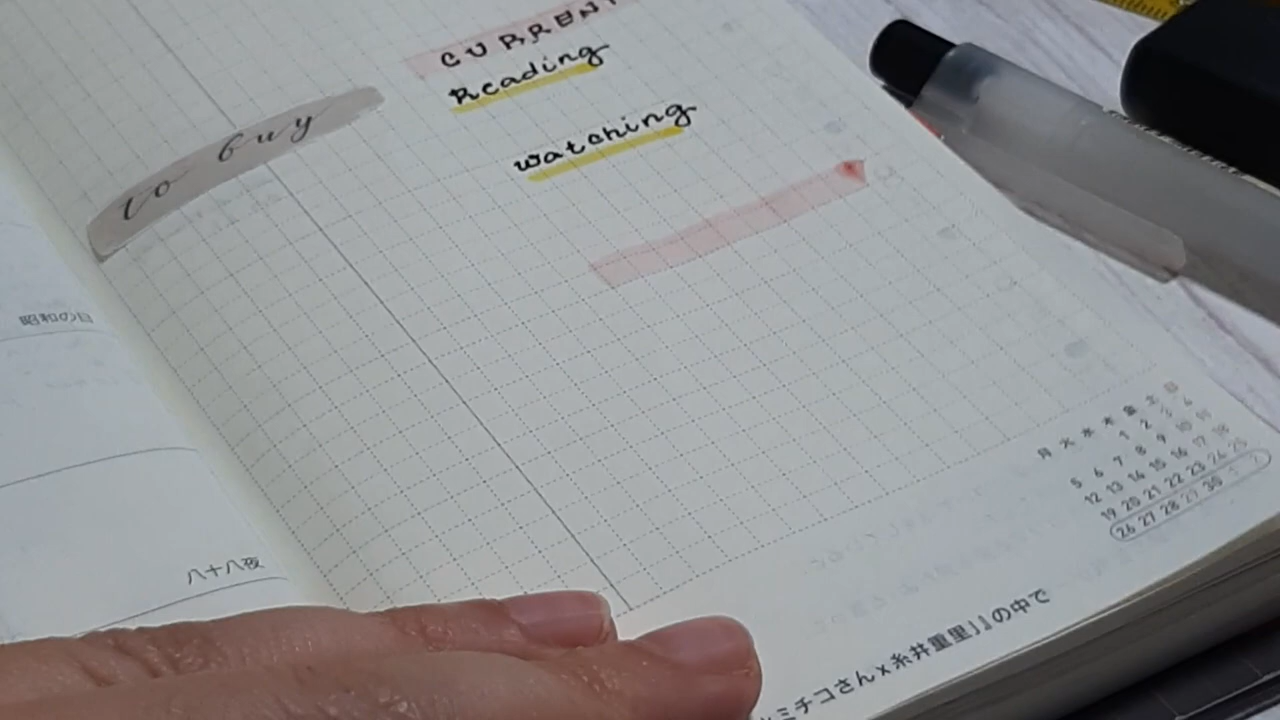 CURRENT
Reading
to buy
watching
昭和の日
八十八夜
月 火 水 木 金 土 日
1 2 3 4
5 6 7 8 9 10 11
12 13 14 15 16 17 18
19 20 21 22 23 24 25
26 27 28 29 30 1 2
ミチコさん×糸井重里』」の中で